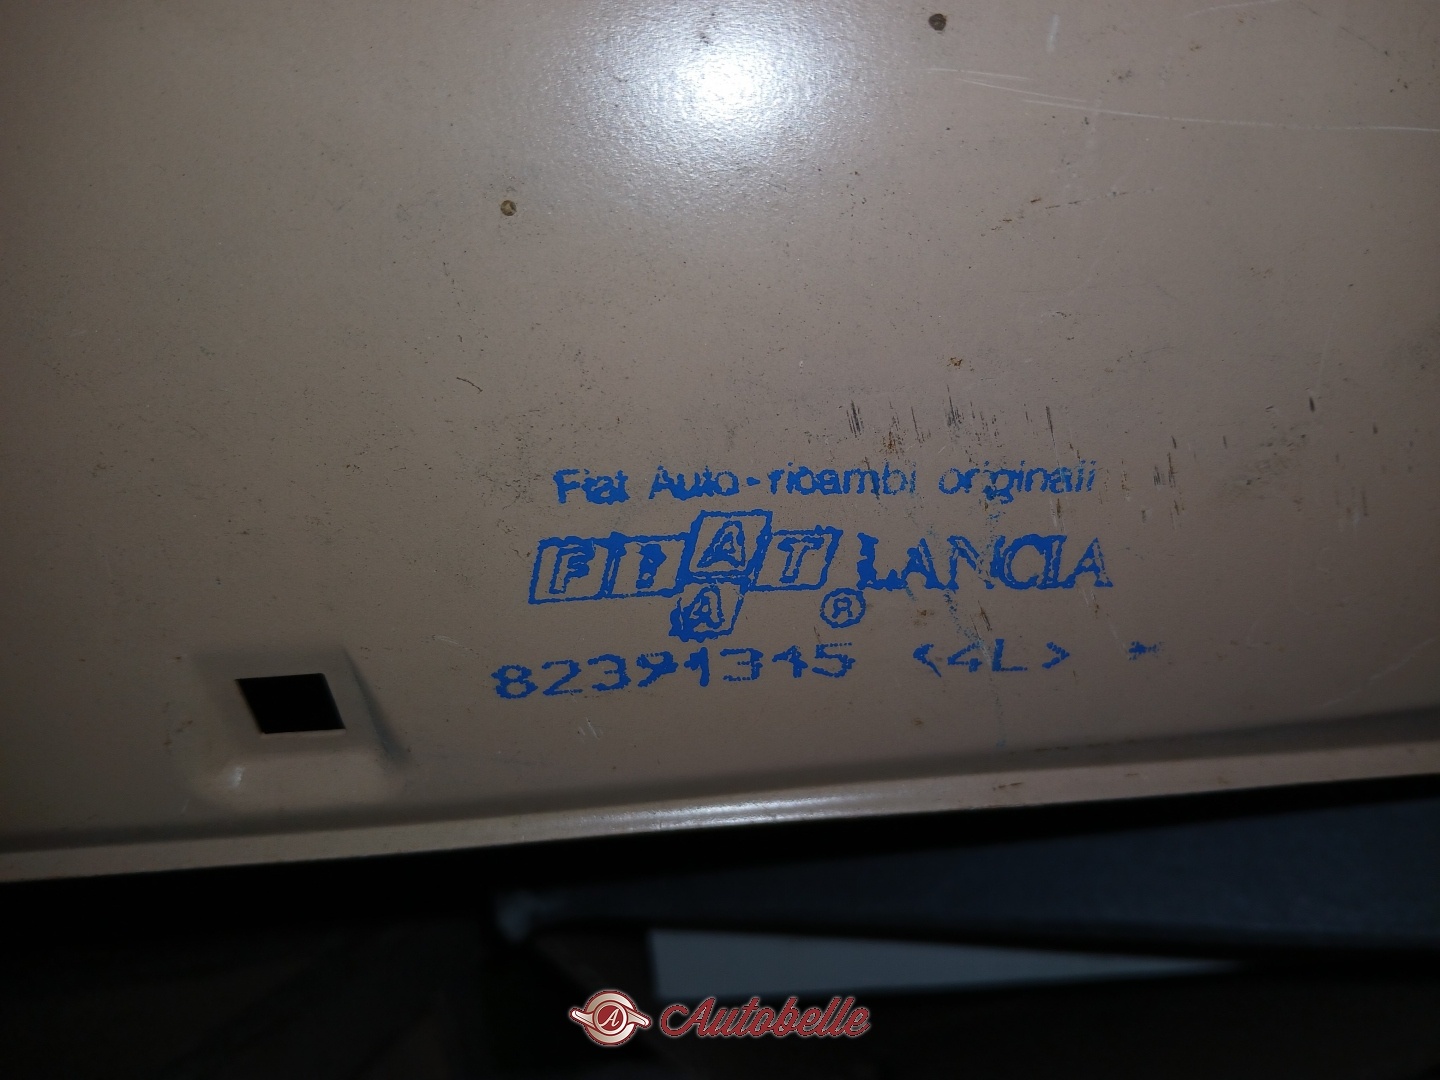 Fiat Auto-ricambi originali
FIAT LANCIA
A ®
82391345 <4L> *
A Autobelle